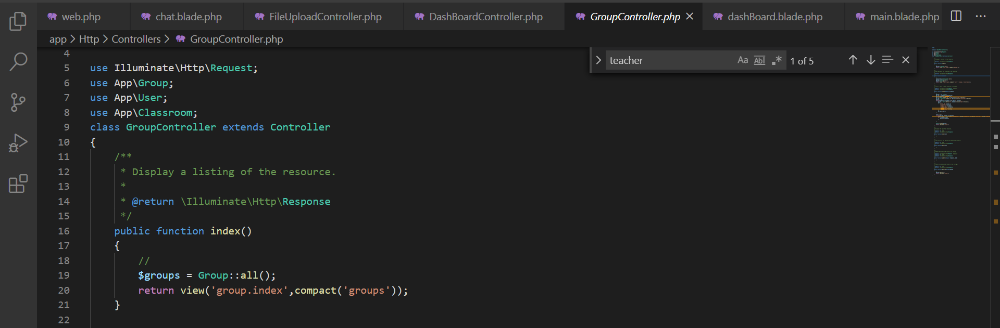 web.php chat.blade.php FileUploadController.php DashBoardController.php GroupController.php dashBoard.blade.php main.blade.php
app > Http > Controllers > GroupController.php
teacher Aa Abl .* 1 of 5
4
5 use Illuminate\Http\Request;
6 use App\Group;
7 use App\User;
8 use App\Classroom;
9 class GroupController extends Controller
10 {
11 /**
12 * Display a listing of the resource.
13 *
14 * @return \Illuminate\Http\Response
15 */
16 public function index()
17 {
18 //
19 $groups = Group::all();
20 return view('group.index',compact('groups'));
21 }
22